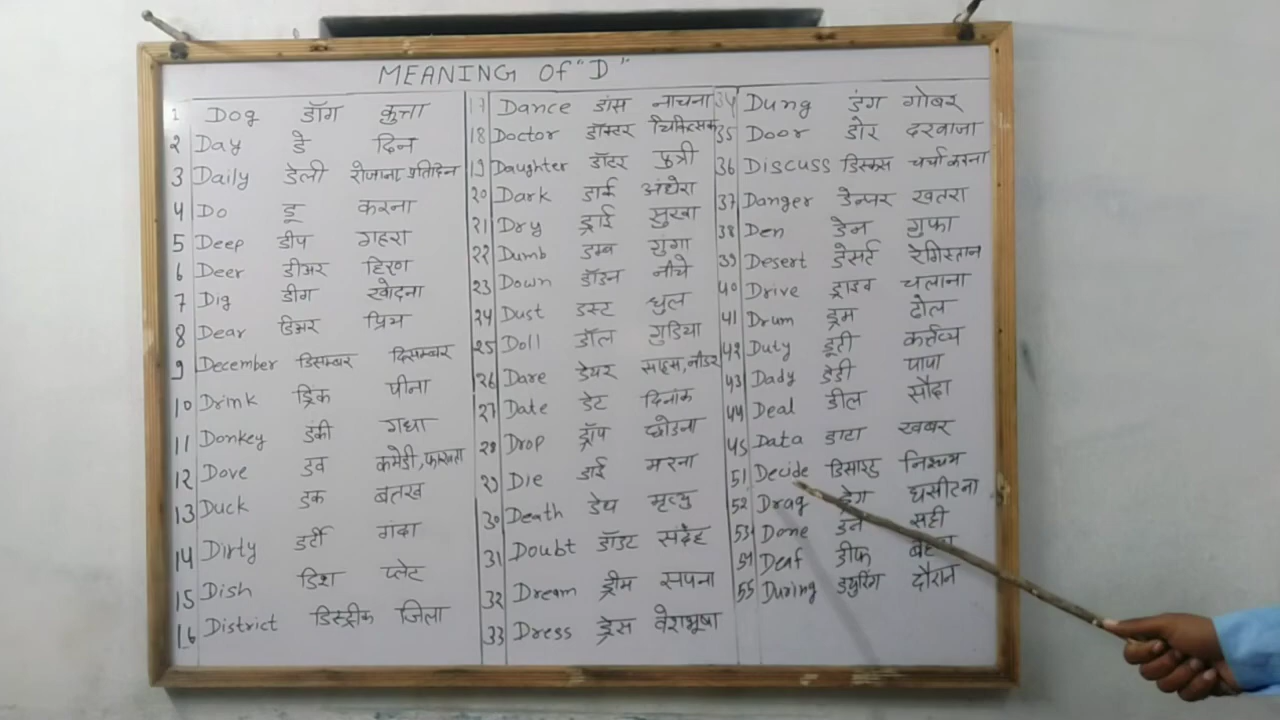 MEANING Of "D"
1 Dog डॉग कुत्ता
2 Day डे दिन
3 Daily डेली रोजाना प्रतिदिन
4 Do डू करना
5 Deep डीप गहरा
6 Deer डीअर हिरण
7 Dig डीग खोदना
8 Dear डिअर प्रिय
9 December डिसम्बर दिसम्बर
10 Drink ड्रिंक पीना
11 Donkey डंकी गधा
12 Dove डव कमेडी, फाख्ता
13 Duck डक बतख
14 Dirty डर्टी गंदा
15 Dish डिश प्लेट
16 District डिस्ट्रीक जिला
17 Dance डांस नाचना
18 Doctor डॉक्टर चिकित्सक
19 Daughter डॉटर पुत्री
20 Dark डार्क अंधेरा
21 Dry ड्राई सुखा
22 Dumb डम्ब गुंगा
23 Down डॉउन नीचे
24 Dust डस्ट धुल
25 Doll डॉल गुडिया
26 Dare डेयर साहस, नीडर
27 Date डेट दिनांक
28 Drop ड्रॉप छोडना
29 Die डाई मरना
30 Death डेथ मृत्यु
31 Doubt डॉउट संदेह
32 Dream ड्रीम सपना
33 Dress ड्रेस वेशभूषा
34 Dung डंग गोबर
35 Door डोर दरवाजा
36 Discuss डिस्कस चर्चा करना
37 Danger डेन्जर खतरा
38 Den डेन गुफा
39 Desert डेसर्ट रेगिस्तान
40 Drive ड्राइव चलाना
41 Drum ड्रम ढोल
42 Duty डूटी कर्त्तव्य
43 Dady डेडी पापा
44 Deal डील सौदा
45 Data डाटा खबर
51 Decide डिसाइड निश्चय
52 Drag ड्रेग घसीटना
53 Done डन सही
54 Deaf डीफ
55 During ड्युरिंग दौरान